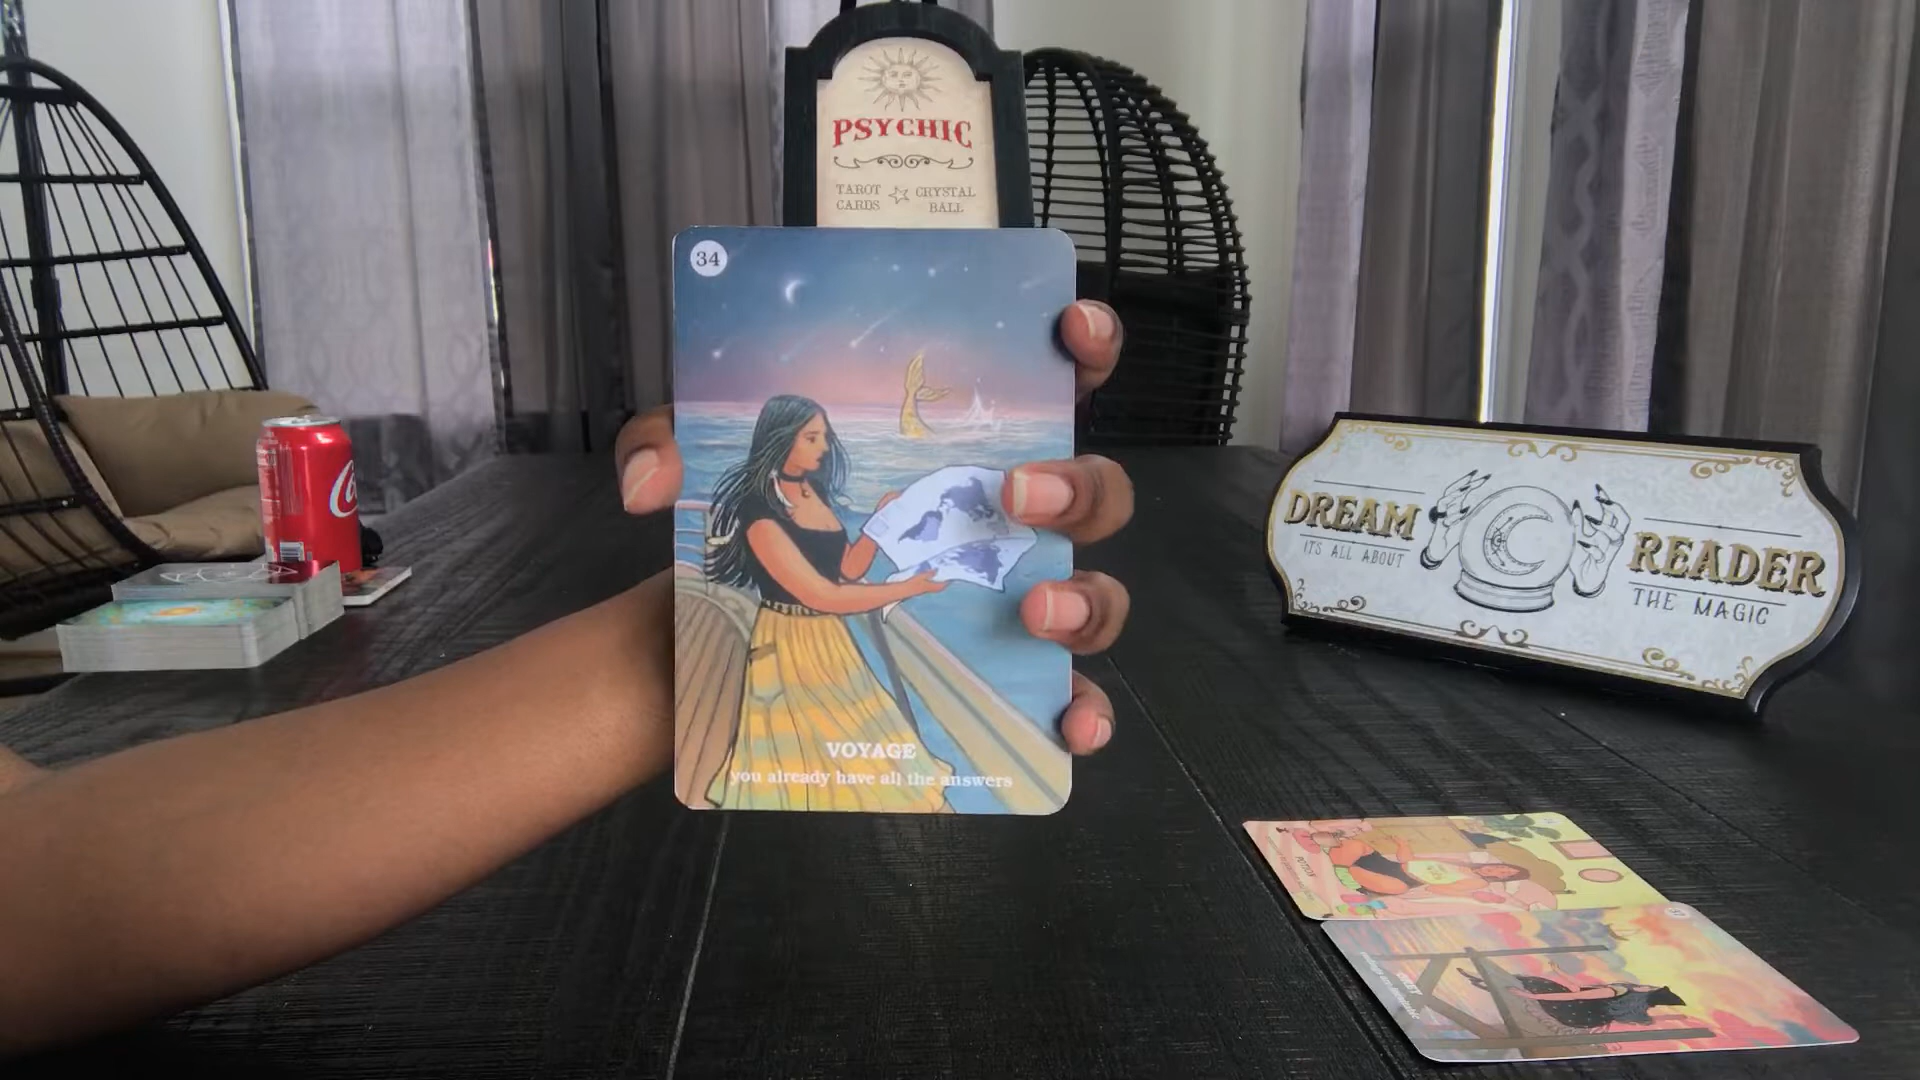 PSYCHIC
TAROT CARDS
CRYSTAL BALL
34
VOYAGE
you already have all the answers
DREAM READER
ITS ALL ABOUT THE MAGIC
POTION